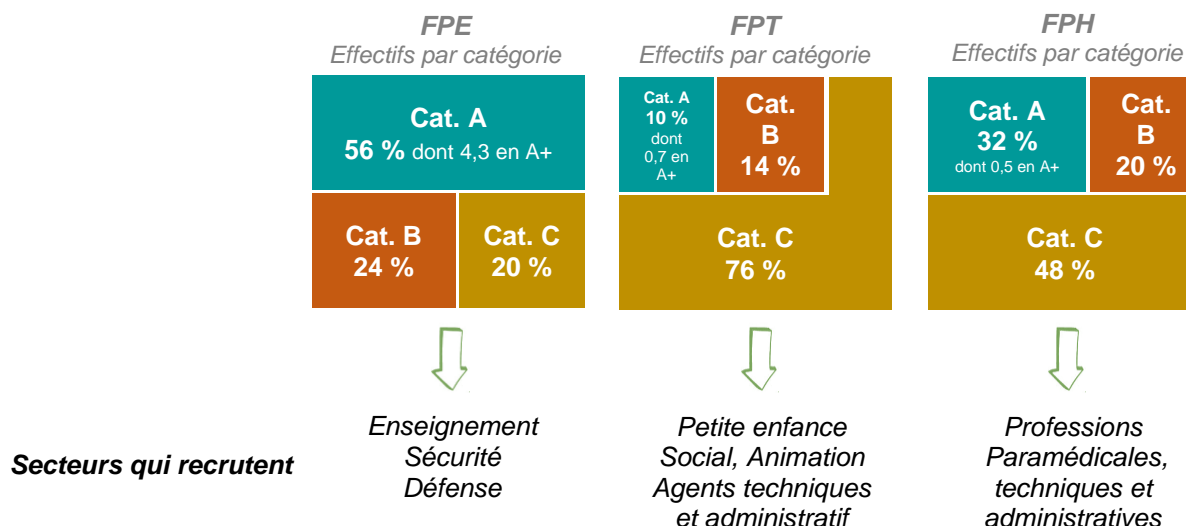 FPE
Effectifs par catégorie
Cat. A
56 % dont 4,3 en A+
Cat. B
24 %
Cat. C
20 %
FPT
Effectifs par catégorie
Cat. A
10 %
dont
0,7 en
A+
Cat.
B
14 %
Cat. C
76 %
FPH
Effectifs par catégorie
Cat. A
32 %
dont 0,5 en A+
Cat.
B
20 %
Cat. C
48 %
Secteurs qui recrutent
Enseignement
Sécurité
Défense
Petite enfance
Social, Animation
Agents techniques
et administratif
Professions
Paramédicales,
techniques et
administratives